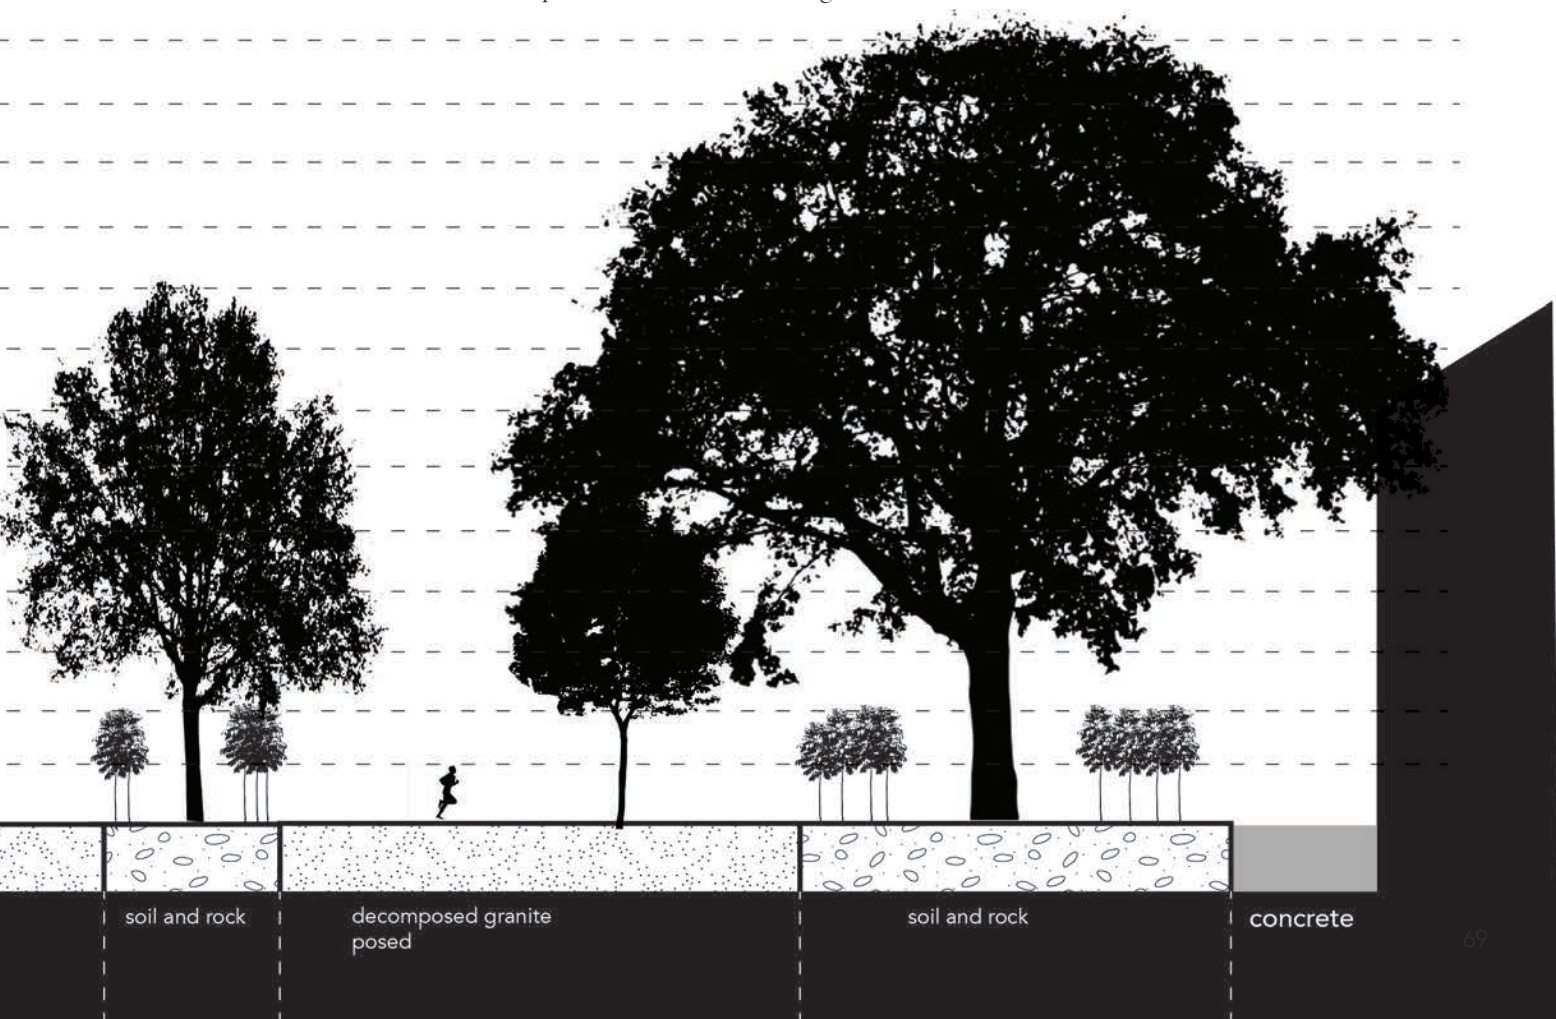 soil and rock
decomposed granite
posed
soil and rock
concrete
69